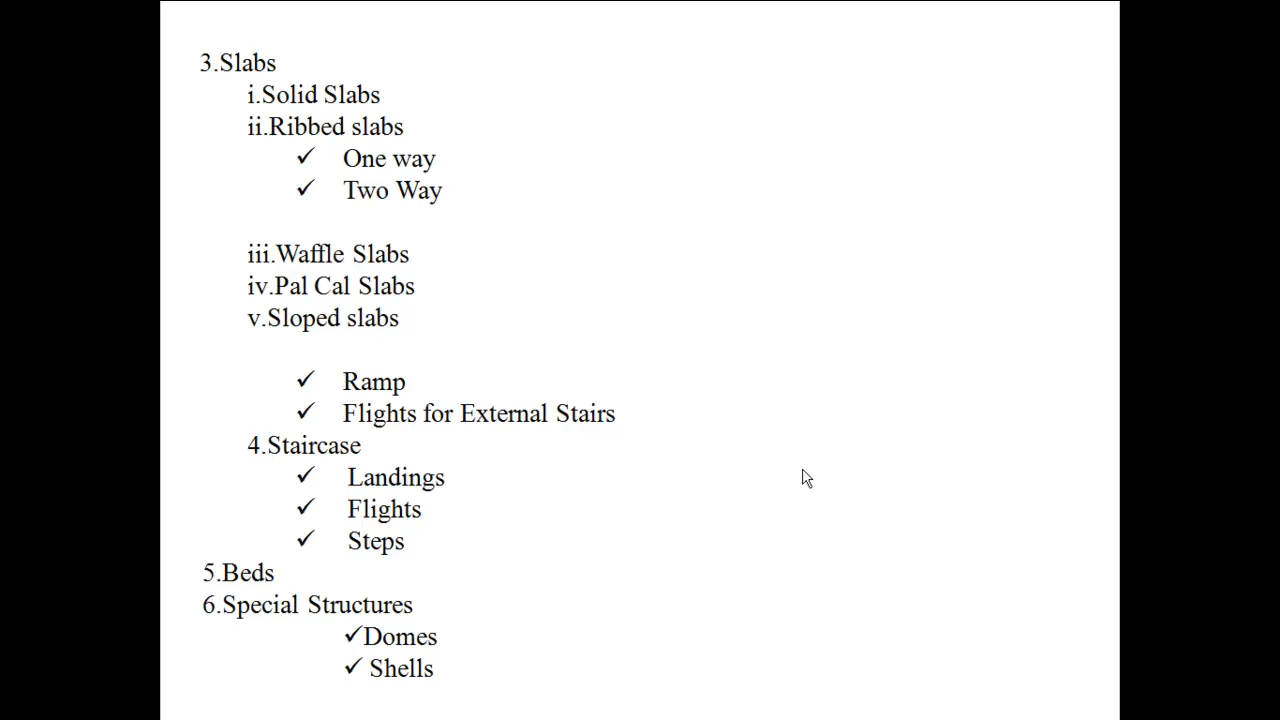 3.Slabs
i.Solid Slabs
ii.Ribbed slabs
✓ One way
✓ Two Way
iii.Waffle Slabs
iv.Pal Cal Slabs
v.Sloped slabs
✓ Ramp
✓ Flights for External Stairs
4.Staircase
✓ Landings
✓ Flights
✓ Steps
5.Beds
6.Special Structures
✓Domes
✓ Shells